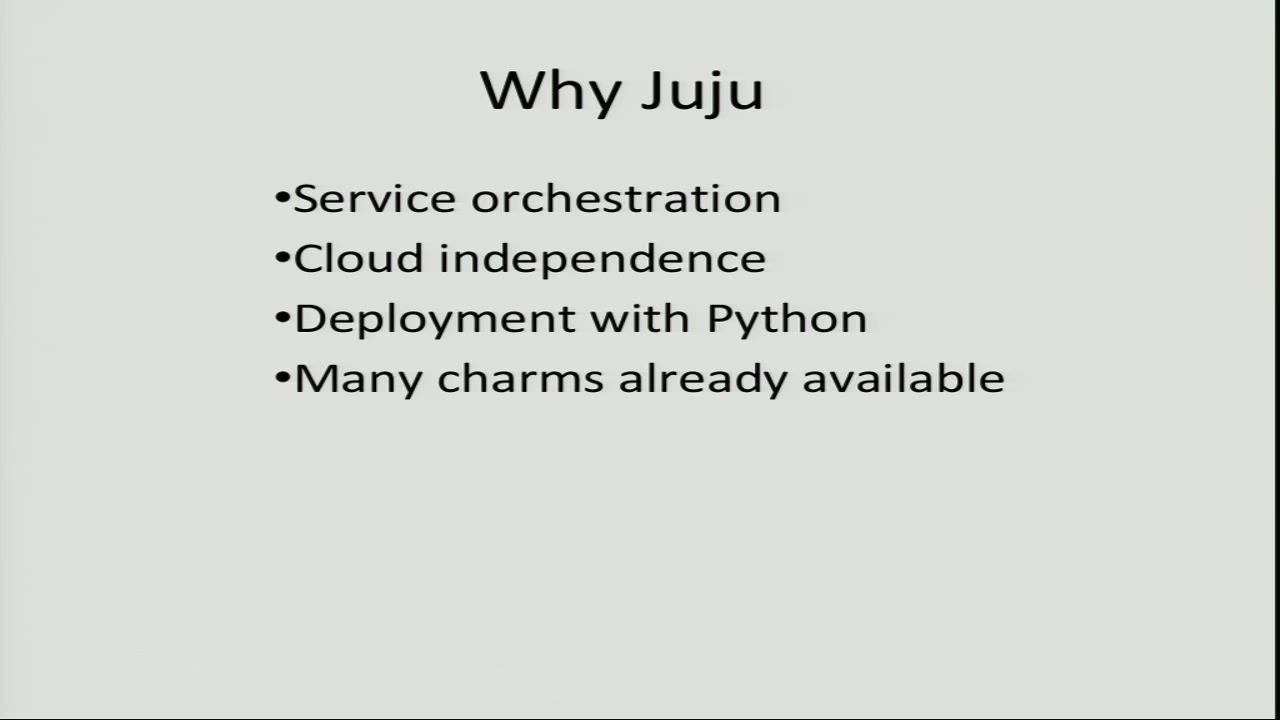 Why Juju
•Service orchestration
•Cloud independence
•Deployment with Python
•Many charms already available